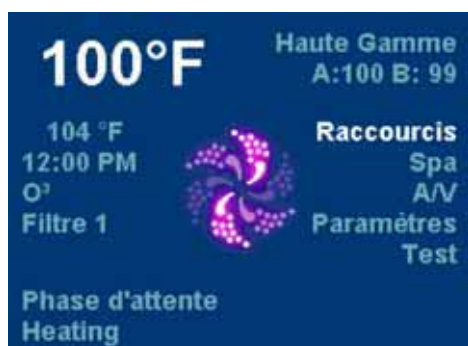 100°F
Haute Gamme
A:100 B: 99
104 °F
12:00 PM
O³
Filtre 1
Raccourcis
Spa
A/V
Paramètres
Test
Phase d'attente
Heating